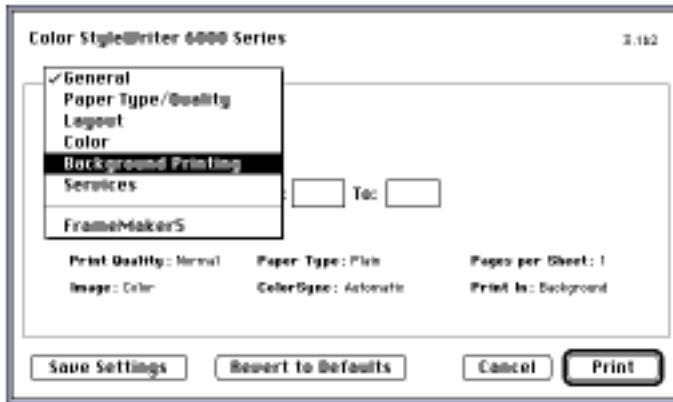 Color StyleWriter 6000 Series 3.1b2
✓General
Paper Type/Quality
Layout
Color
Background Printing
Services
: To:
FrameMaker5
Print Quality: Normal Paper Type: Plain Pages per Sheet: 1
Image: Color ColorSync: Automatic Print In: Background
Save Settings Revert to Defaults Cancel Print